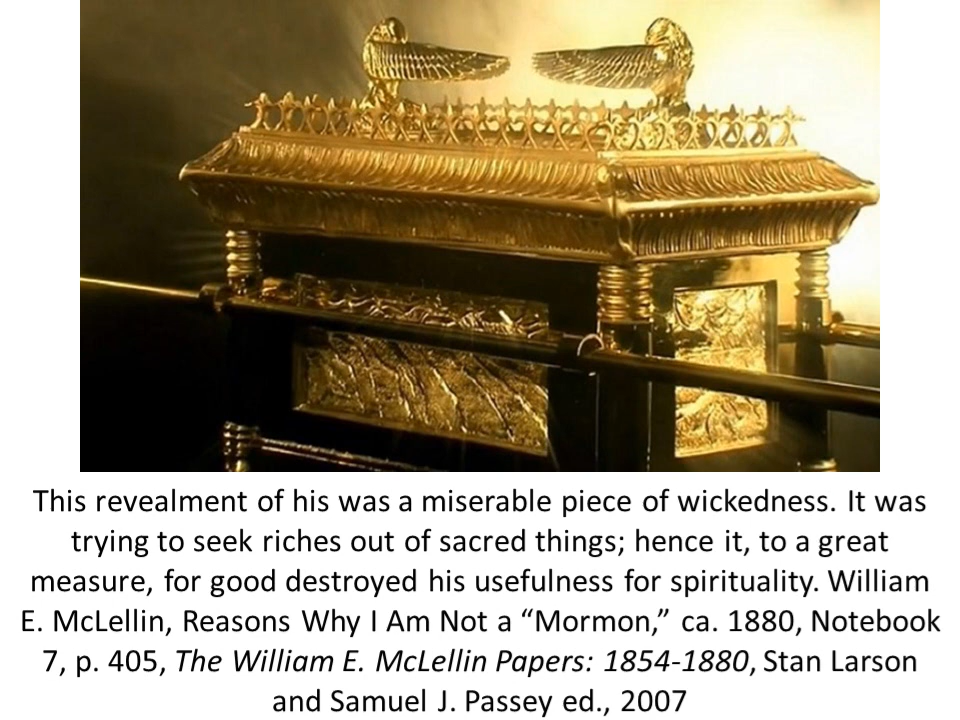 This revealment of his was a miserable piece of wickedness. It was
trying to seek riches out of sacred things; hence it, to a great
measure, for good destroyed his usefulness for spirituality. William
E. McLellin, Reasons Why I Am Not a “Mormon,” ca. 1880, Notebook
7, p. 405, The William E. McLellin Papers: 1854-1880, Stan Larson
and Samuel J. Passey ed., 2007